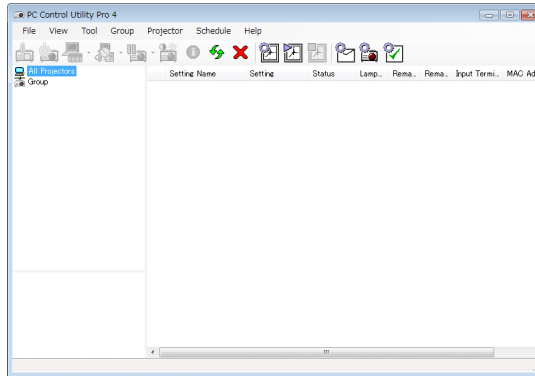 PC Control Utility Pro 4
File View Tool Group Projector Schedule Help
All Projectors
Group
Setting Name Setting Status Lamp... Rema... Rema... Input Termi... MAC Ad